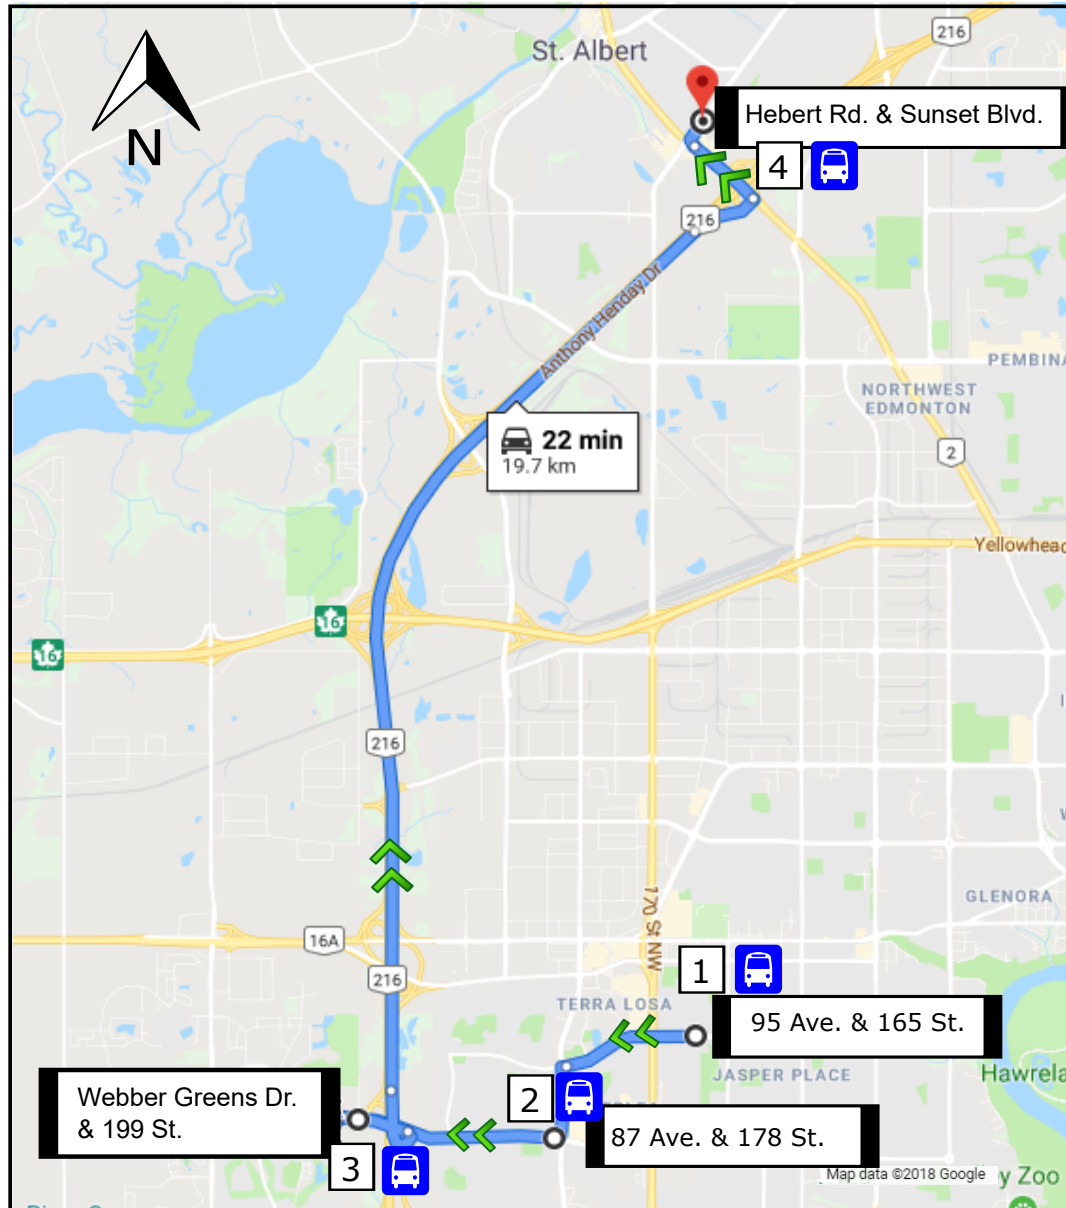 216
St. Albert
Hebert Rd. & Sunset Blvd.
N
4
216
Anthony Henday Dr
PEMBINA
NORTHWEST
EDMONTON
22 min
19.7 km
2
Yellowhead
16
16
216
170 St NW
GLENORA
16A
1
216
TERRA LOSA
95 Ave. & 165 St.
JASPER PLACE
Hawrela
Webber Greens Dr.
& 199 St.
2
87 Ave. & 178 St.
3
Map data ©2018 Google
y Zoo